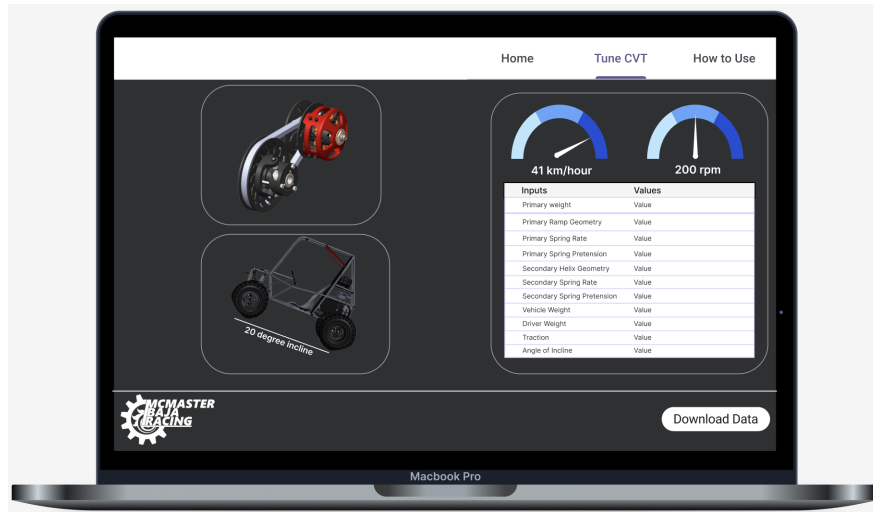 Home Tune CVT How to Use
41 km/hour 200 rpm
Inputs Values
Primary weight Value
Primary Ramp Geometry Value
Primary Spring Rate Value
Primary Spring Pretension Value
Secondary Helix Geometry Value
Secondary Spring Rate Value
Secondary Spring Pretension Value
Vehicle Weight Value
Driver Weight Value
Traction Value
Angle of Incline Value
20 degree incline
MCMASTER
BAJA
RACING
Download Data
Macbook Pro